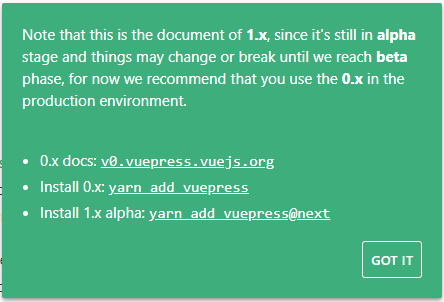 Note that this is the document of 1.x, since it's still in alpha
stage and things may change or break until we reach beta
phase, for now we recommend that you use the 0.x in the
production environment.
• 0.x docs: v0.vuepress.vuejs.org
• Install 0.x: yarn add vuepress
• Install 1.x alpha: yarn add vuepress@next
GOT IT